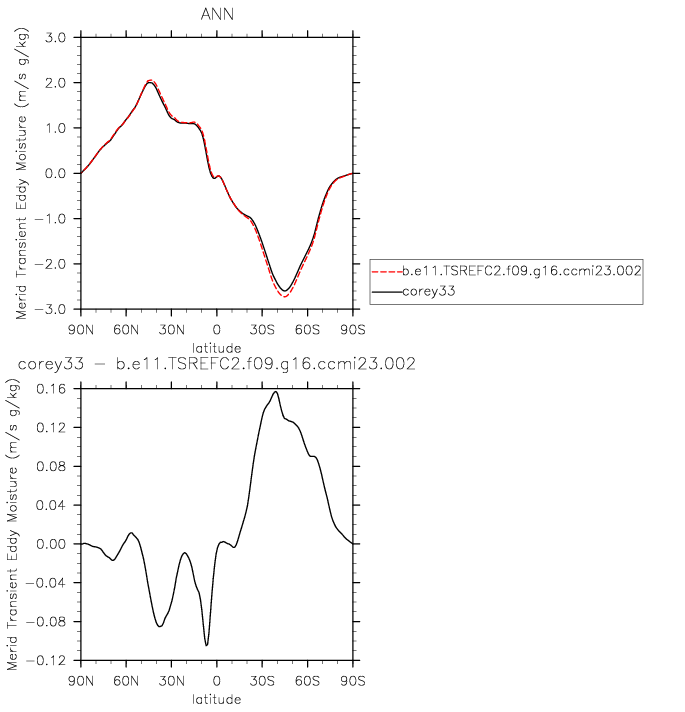 ANN
Merid Transient Eddy Moisture (m/s g/kg)
3.0
2.0
1.0
0.0
−1.0
−2.0
−3.0
90N 60N 30N 0 30S 60S 90S
latitude
b.e11.TSREFC2.f09.g16.ccmi23.002
corey33
corey33 − b.e11.TSREFC2.f09.g16.ccmi23.002
Merid Transient Eddy Moisture (m/s g/kg)
0.16
0.12
0.08
0.04
0.00
−0.04
−0.08
−0.12
90N 60N 30N 0 30S 60S 90S
latitude